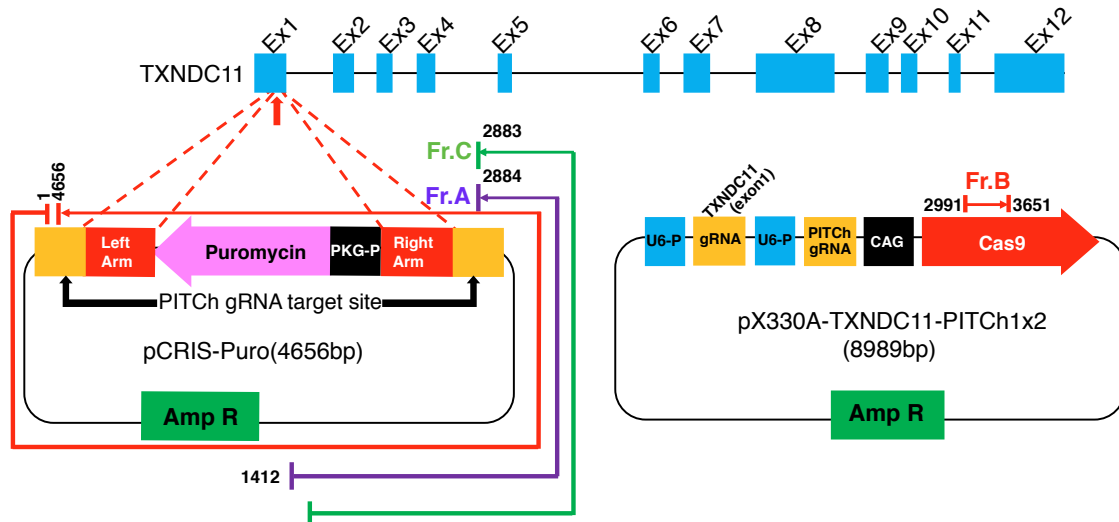 Ex1
Ex2
Ex3
Ex4
Ex5
Ex6
Ex7
Ex8
Ex9
Ex10
Ex11
Ex12
TXNDC11
2883
Fr.C
2884
Fr.A
1
4656
Left
Arm
Puromycin
PKG-P
Right
Arm
PITCh gRNA target site
pCRIS-Puro(4656bp)
Amp R
1412
TXNDC11
(exon1)
Fr.B
2991
3651
U6-P
gRNA
U6-P
PITCh
gRNA
CAG
Cas9
pX330A-TXNDC11-PITCh1x2
(8989bp)
Amp R